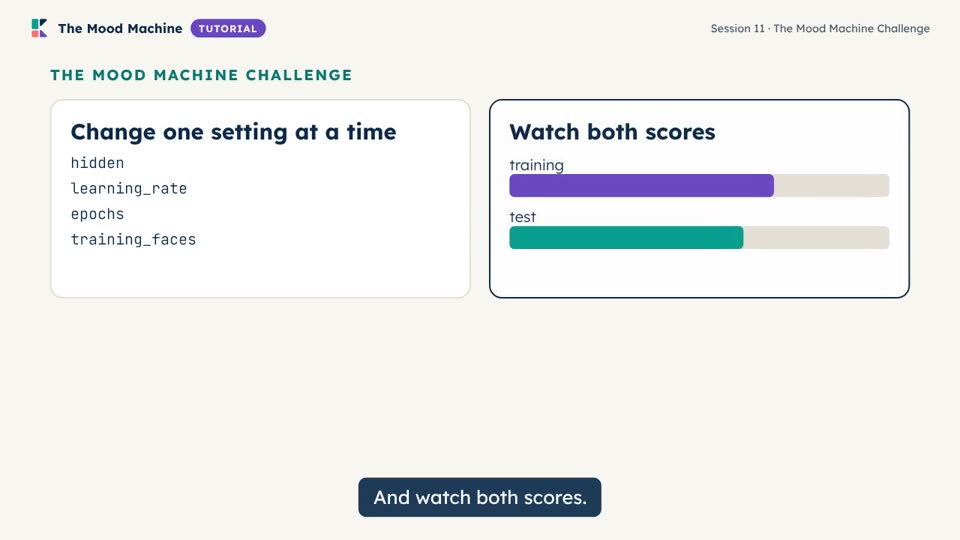 The Mood Machine TUTORIAL
Session 11 · The Mood Machine Challenge
THE MOOD MACHINE CHALLENGE
Change one setting at a time
hidden
learning_rate
epochs
training_faces
Watch both scores
training
test
And watch both scores.